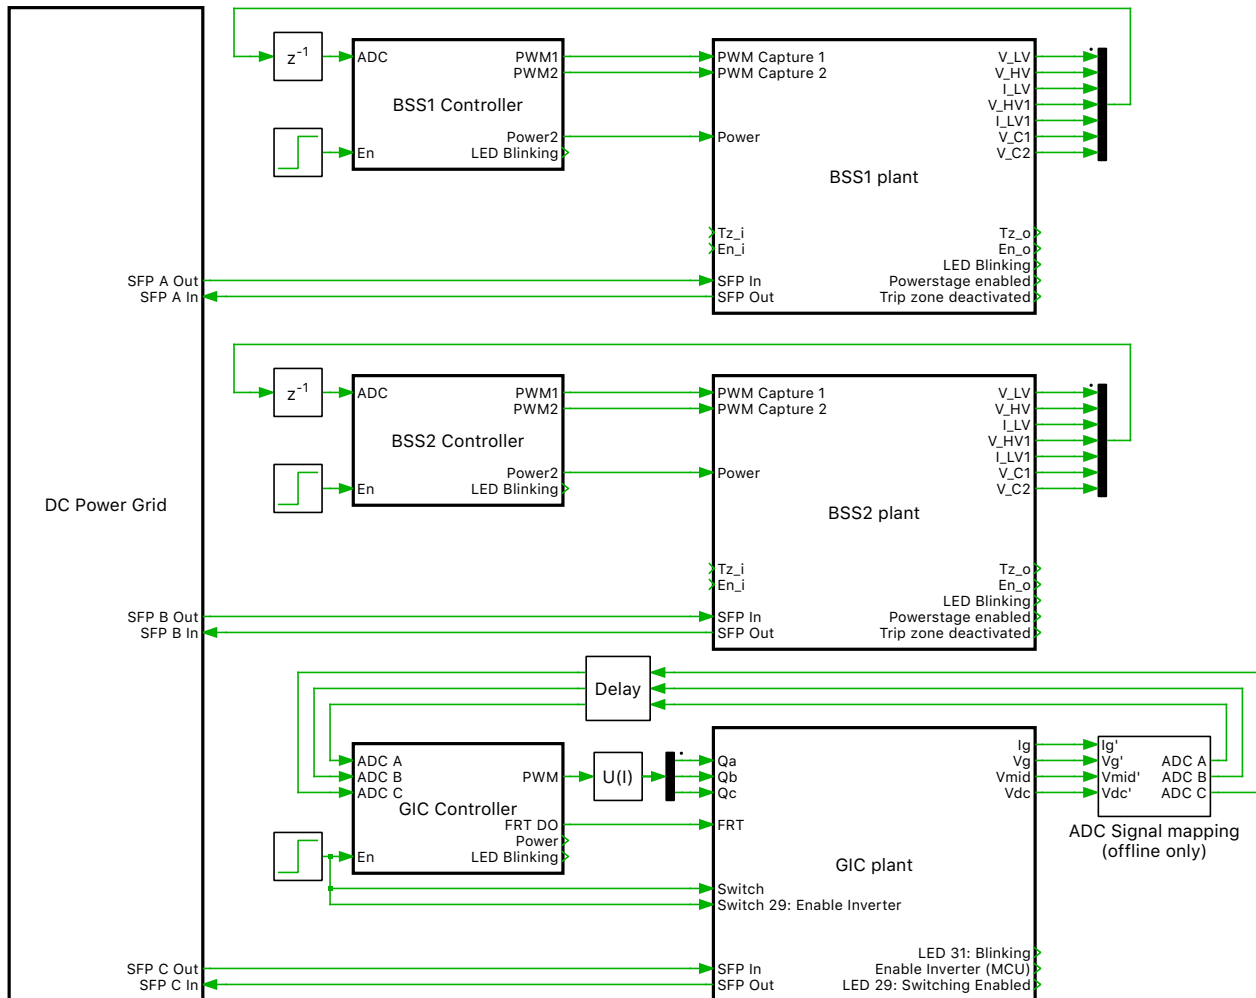 DC Power Grid
SFP A Out
SFP A In
SFP B Out
SFP B In
SFP C Out
SFP C In
z-1
ADC
En
BSS1 Controller
PWM1
PWM2
Power2
LED Blinking
PWM Capture 1
PWM Capture 2
Power
Tz_i
En_i
SFP In
SFP Out
BSS1 plant
V_LV
V_HV
I_LV
V_HV1
I_LV1
V_C1
V_C2
Tz_o
En_o
LED Blinking
Powerstage enabled
Trip zone deactivated
z-1
ADC
En
BSS2 Controller
PWM1
PWM2
Power2
LED Blinking
PWM Capture 1
PWM Capture 2
Power
Tz_i
En_i
SFP In
SFP Out
BSS2 plant
V_LV
V_HV
I_LV
V_HV1
I_LV1
V_C1
V_C2
Tz_o
En_o
LED Blinking
Powerstage enabled
Trip zone deactivated
Delay
ADC A
ADC B
ADC C
En
GIC Controller
PWM
FRT DO
Power
LED Blinking
U(I)
Qa
Qb
Qc
FRT
Switch
Switch 29: Enable Inverter
SFP In
SFP Out
GIC plant
Ig
Vg
Vmid
Vdc
LED 31: Blinking
Enable Inverter (MCU)
LED 29: Switching Enabled
Ig'
Vg'
Vmid'
Vdc'
ADC A
ADC B
ADC C
ADC Signal mapping
(offline only)